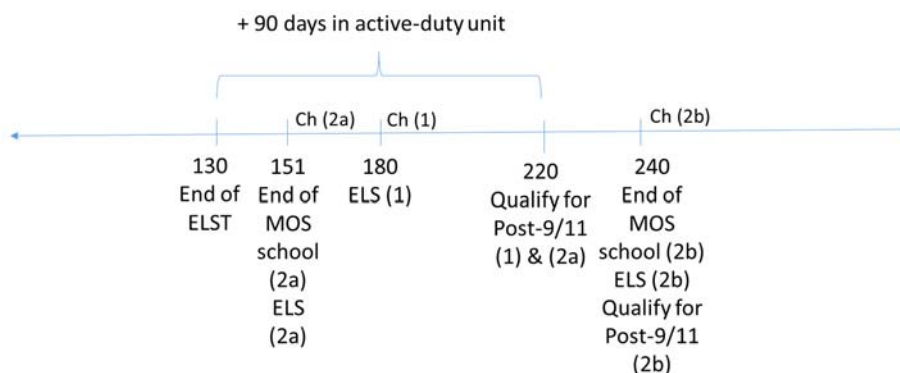 + 90 days in active-duty unit
Ch (2a)
Ch (1)
Ch (2b)
130
End of
ELST
151
End of
MOS
school
(2a)
ELS
(2a)
180
ELS (1)
220
Qualify for
Post-9/11
(1) & (2a)
240
End of
MOS
school (2b)
ELS (2b)
Qualify for
Post-9/11
(2b)